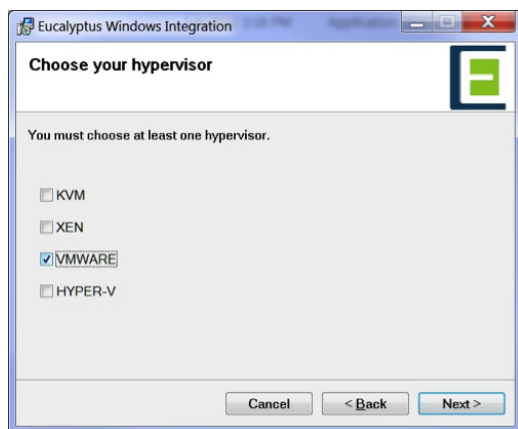 Eucalyptus Windows Integration
Choose your hypervisor
You must choose at least one hypervisor.
KVM
XEN
VMWARE
HYPER-V
Cancel < Back Next >